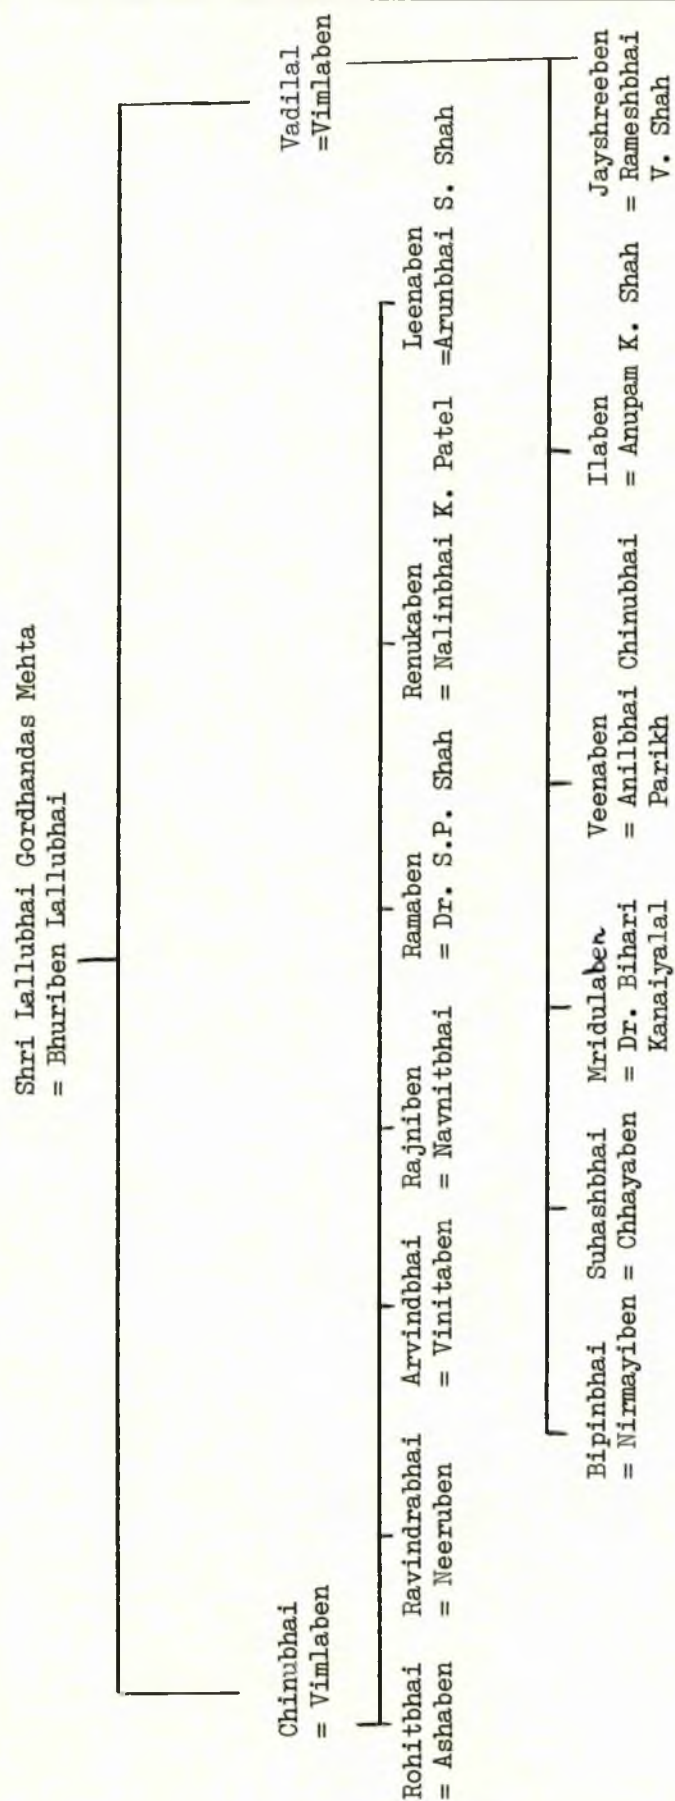 Shri Lallubhai Gordhandas Mehta
= Bhuriben Lallubhai
Chinubhai
= Vimlaben
Vadilal
=Vimlaben
Rohitbhai
= Ashaben
Ravindrabhai
= Neeruben
Arvindbhai
= Vinitaben
Rajniben
= Navnitbhai
Ramaben
= Dr. S.P. Shah
Renukaben
= Nalinbhai K. Patel
Leenaben
=Arunbhai S. Shah
Bipinbhai
= Nirmayiben
Suhashbhai
= Chhayaben
Mridulaben
= Dr. Bihari
Kanaiyalal
Veenaben
= Anilbhai Chinubhai
Parikh
Ilaben
= Anupam K. Shah
Jayshreeben
= Rameshbhai
V. Shah